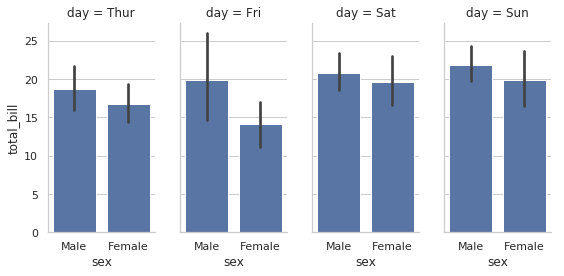 day = Thur day = Fri day = Sat day = Sun
25
20
15
10
5
0
total_bill
Male Female Male Female Male Female Male Female
sex sex sex sex